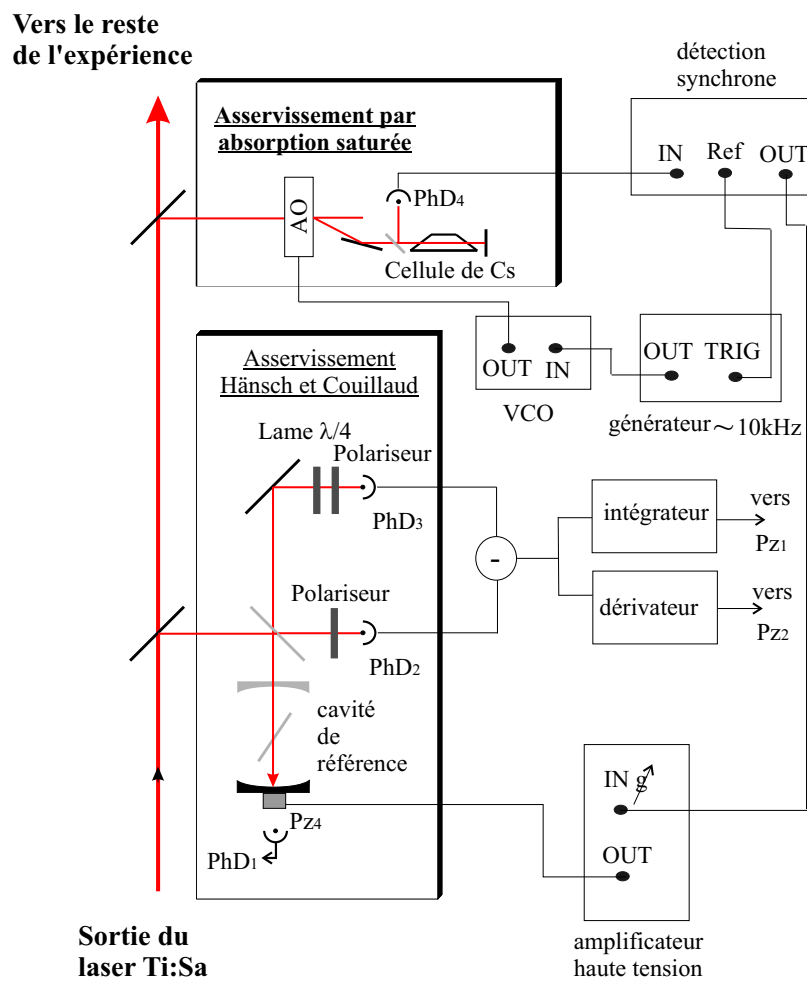 Vers le reste
de l'expérience
détection
synchrone
Asservissement par
absorption saturée
IN Ref OUT
PhD4
AO
Cellule de Cs
OUT IN
VCO
OUT TRIG
générateur ~ 10kHz
Asservissement
Hänsch et Couillaud
Lame λ/4
Polariseur
PhD3
intégrateur
vers
Pz1
-
Polariseur
PhD2
dérivateur
vers
Pz2
cavité
de
référence
Pz4
PhD1
IN g
OUT
amplificateur
haute tension
Sortie du
laser Ti:Sa